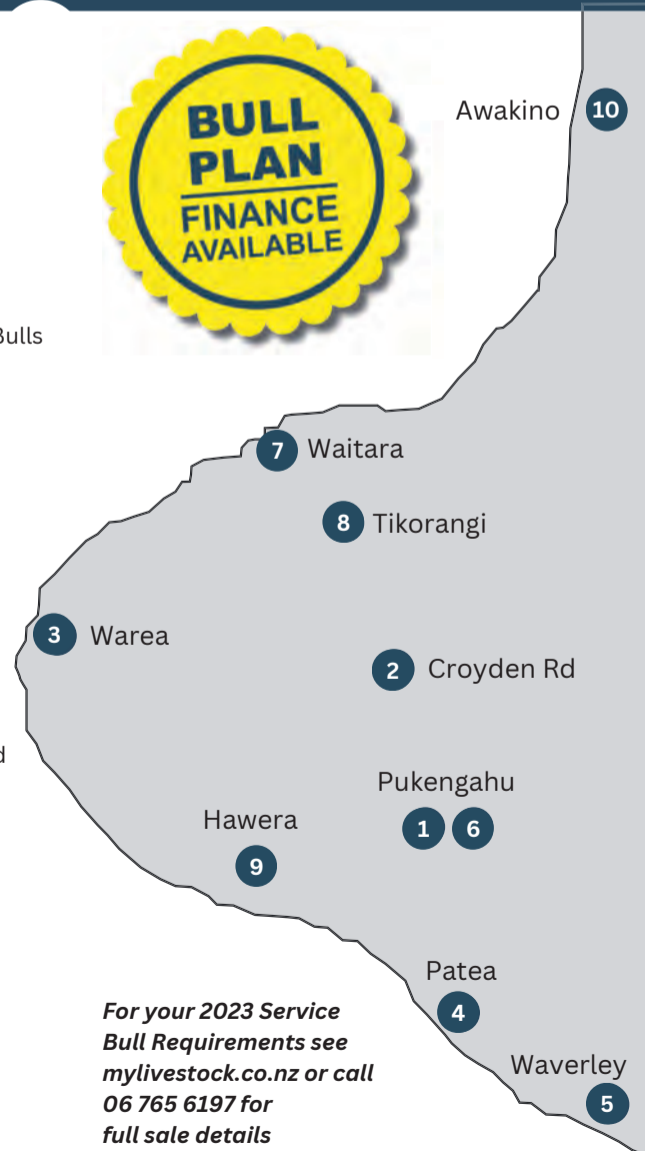 BULL
PLAN
FINANCE
AVAILABLE
Awakino 10
Bulls
7 Waitara
8 Tikorangi
3 Warea
2 Croyden Rd
d
Pukengahu
1 6
Hawera
9
Patea
4
Waverley
5
For your 2023 Service
Bull Requirements see
mylivestock.co.nz or call
06 765 6197 for
full sale details